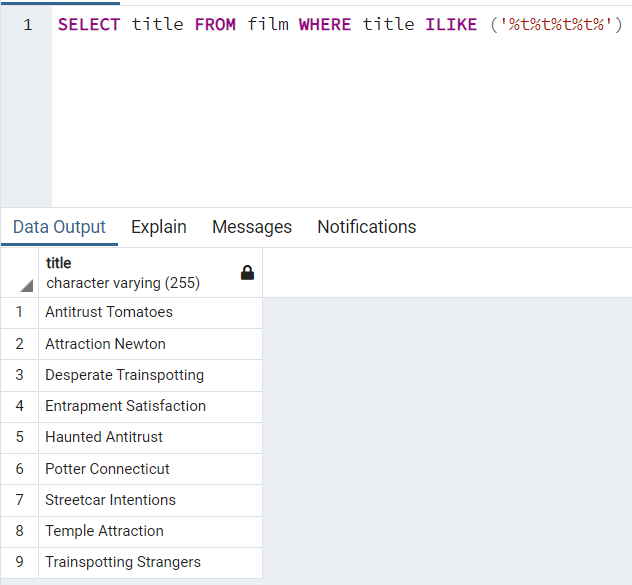 1 SELECT title FROM film WHERE title ILIKE ('%t%t%t%t%')
Data Output Explain Messages Notifications
title
character varying (255)
1 Antitrust Tomatoes
2 Attraction Newton
3 Desperate Trainspotting
4 Entrapment Satisfaction
5 Haunted Antitrust
6 Potter Connecticut
7 Streetcar Intentions
8 Temple Attraction
9 Trainspotting Strangers